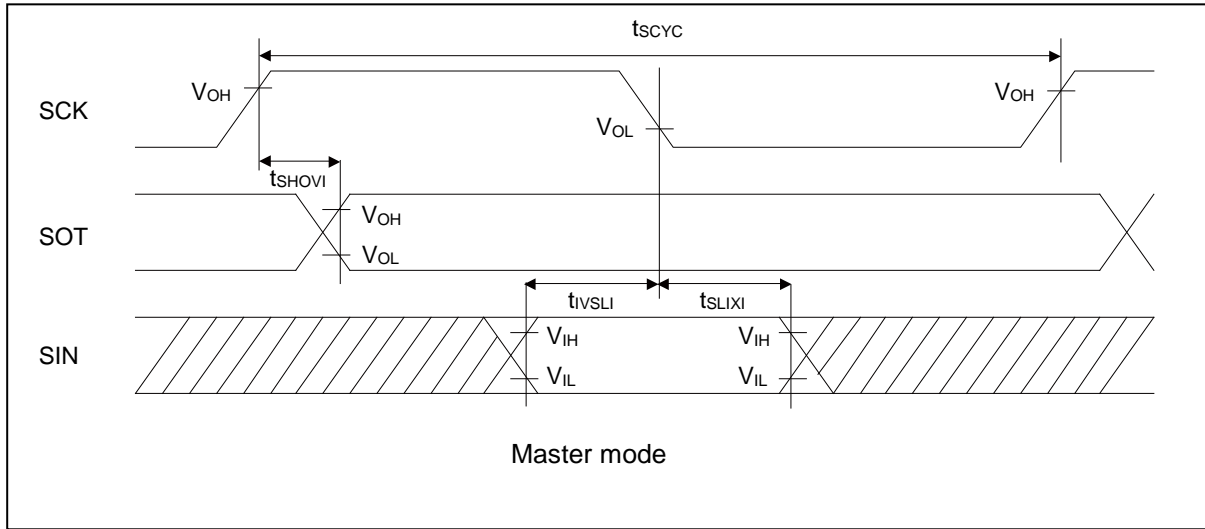 tSCYC
SCK
VOH
VOL
VOH
tSHOVI
SOT
VOH
VOL
tIVSLI
tSLIXI
SIN
VIH
VIL
VIH
VIL
Master mode